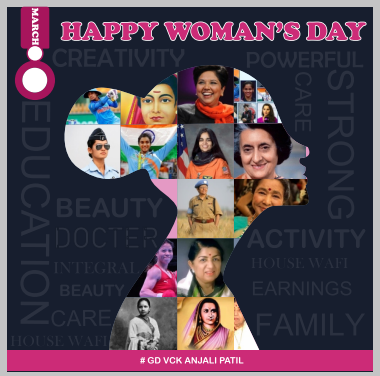 MARCH
8
HAPPY WOMAN'S DAY
CREATIVITY
POWERFUL
CARE
STRONG
EDUCATION
BEAUTY
DOCTER
ACTIVITY
INTEGRAL
HOUSE WAFI
BEAUTY
EARNINGS
CARE
FAMILY
HOUSE WAFI
# GD VCK ANJALI PATIL